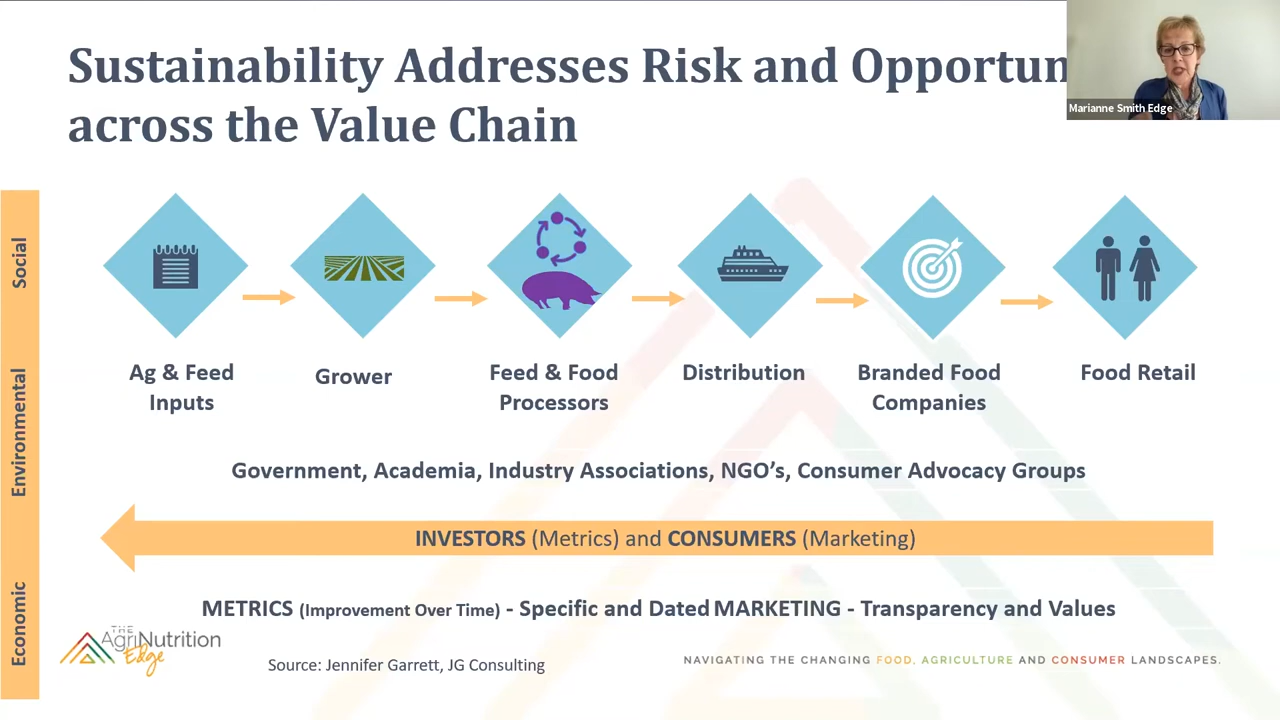 Sustainability Addresses Risk and Opportun
across the Value Chain
Marianne Smith Edge
Social
Environmental
Economic
Ag & Feed
Inputs
Grower
Feed & Food
Processors
Distribution
Branded Food
Companies
Food Retail
Government, Academia, Industry Associations, NGO’s, Consumer Advocacy Groups
INVESTORS (Metrics) and CONSUMERS (Marketing)
METRICS (Improvement Over Time) - Specific and Dated MARKETING - Transparency and Values
THE
AgriNutrition
Edge
Source: Jennifer Garrett, JG Consulting
NAVIGATING THE CHANGING FOOD, AGRICULTURE AND CONSUMER LANDSCAPES.